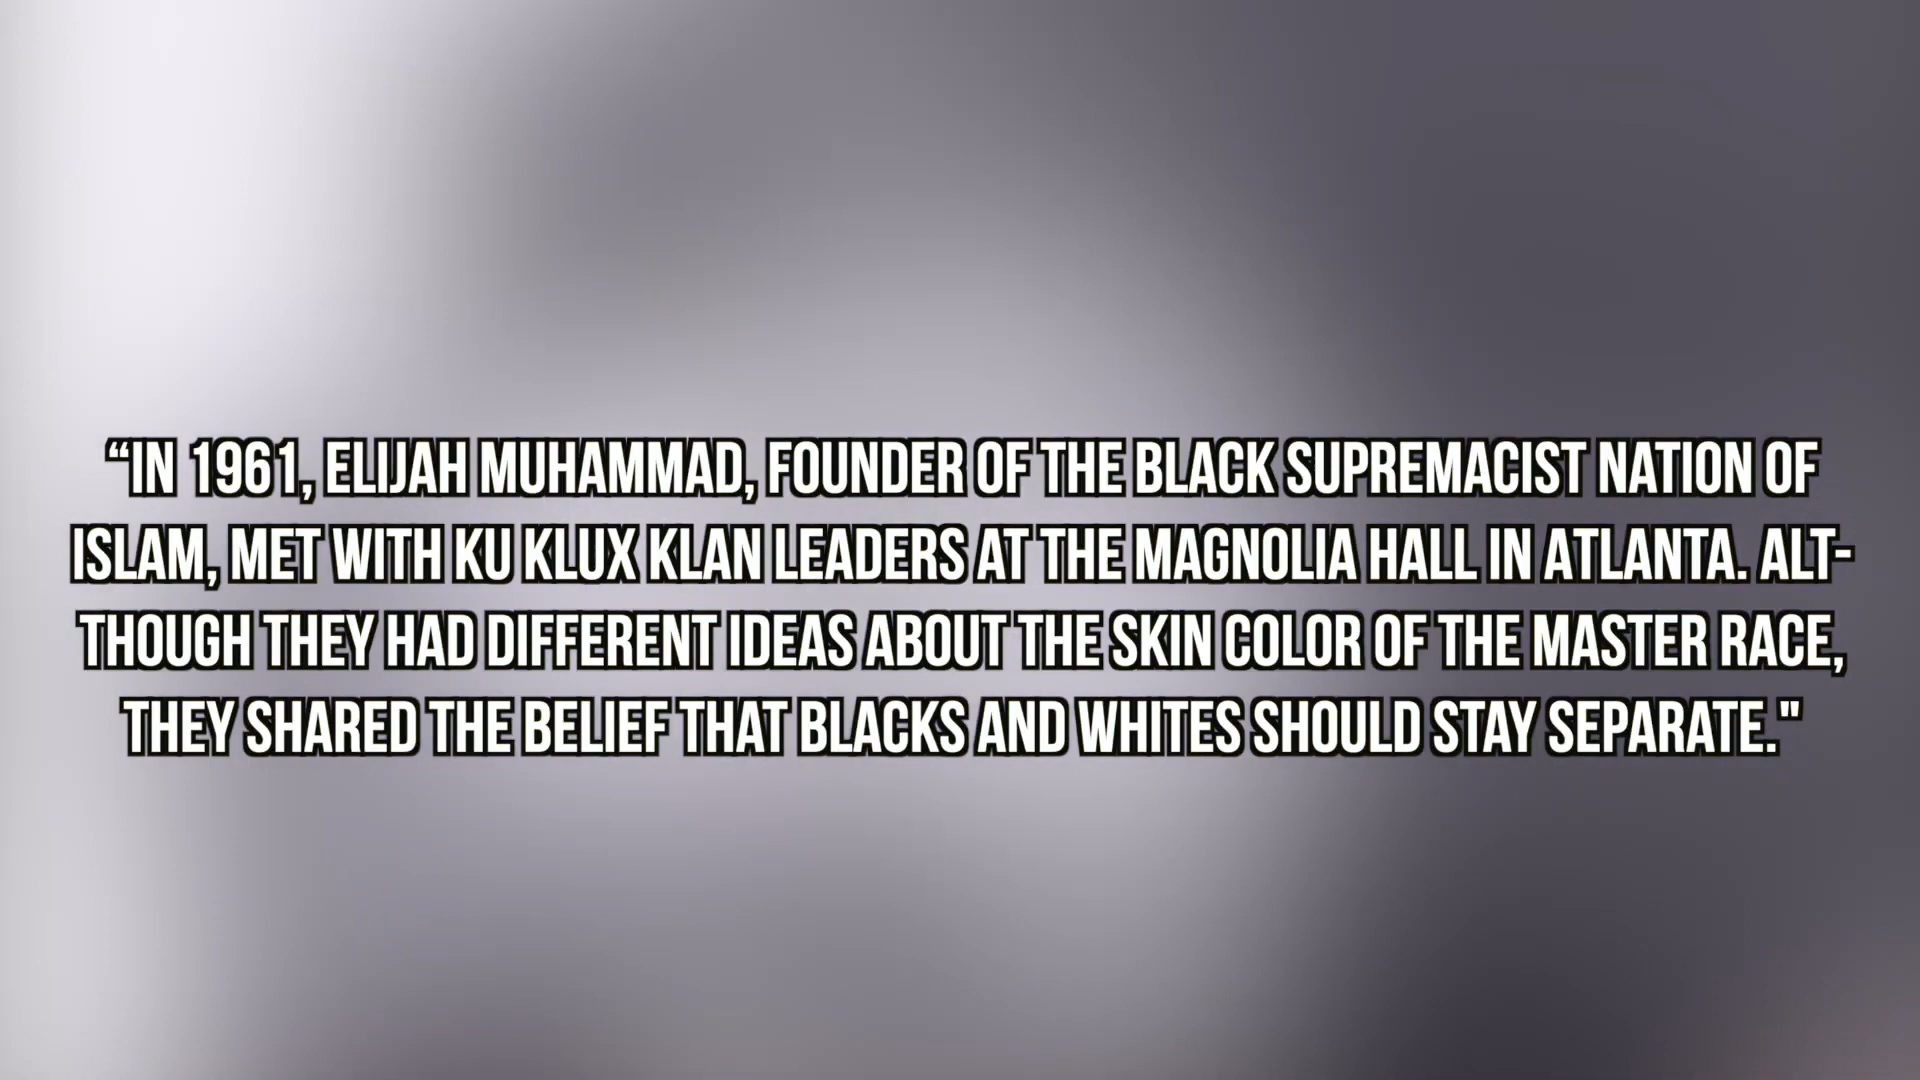 “IN 1961, ELIJAH MUHAMMAD, FOUNDER OF THE BLACK SUPREMACIST NATION OF
ISLAM, MET WITH KU KLUX KLAN LEADERS AT THE MAGNOLIA HALL IN ATLANTA. ALT-
THOUGH THEY HAD DIFFERENT IDEAS ABOUT THE SKIN COLOR OF THE MASTER RACE,
THEY SHARED THE BELIEF THAT BLACKS AND WHITES SHOULD STAY SEPARATE."